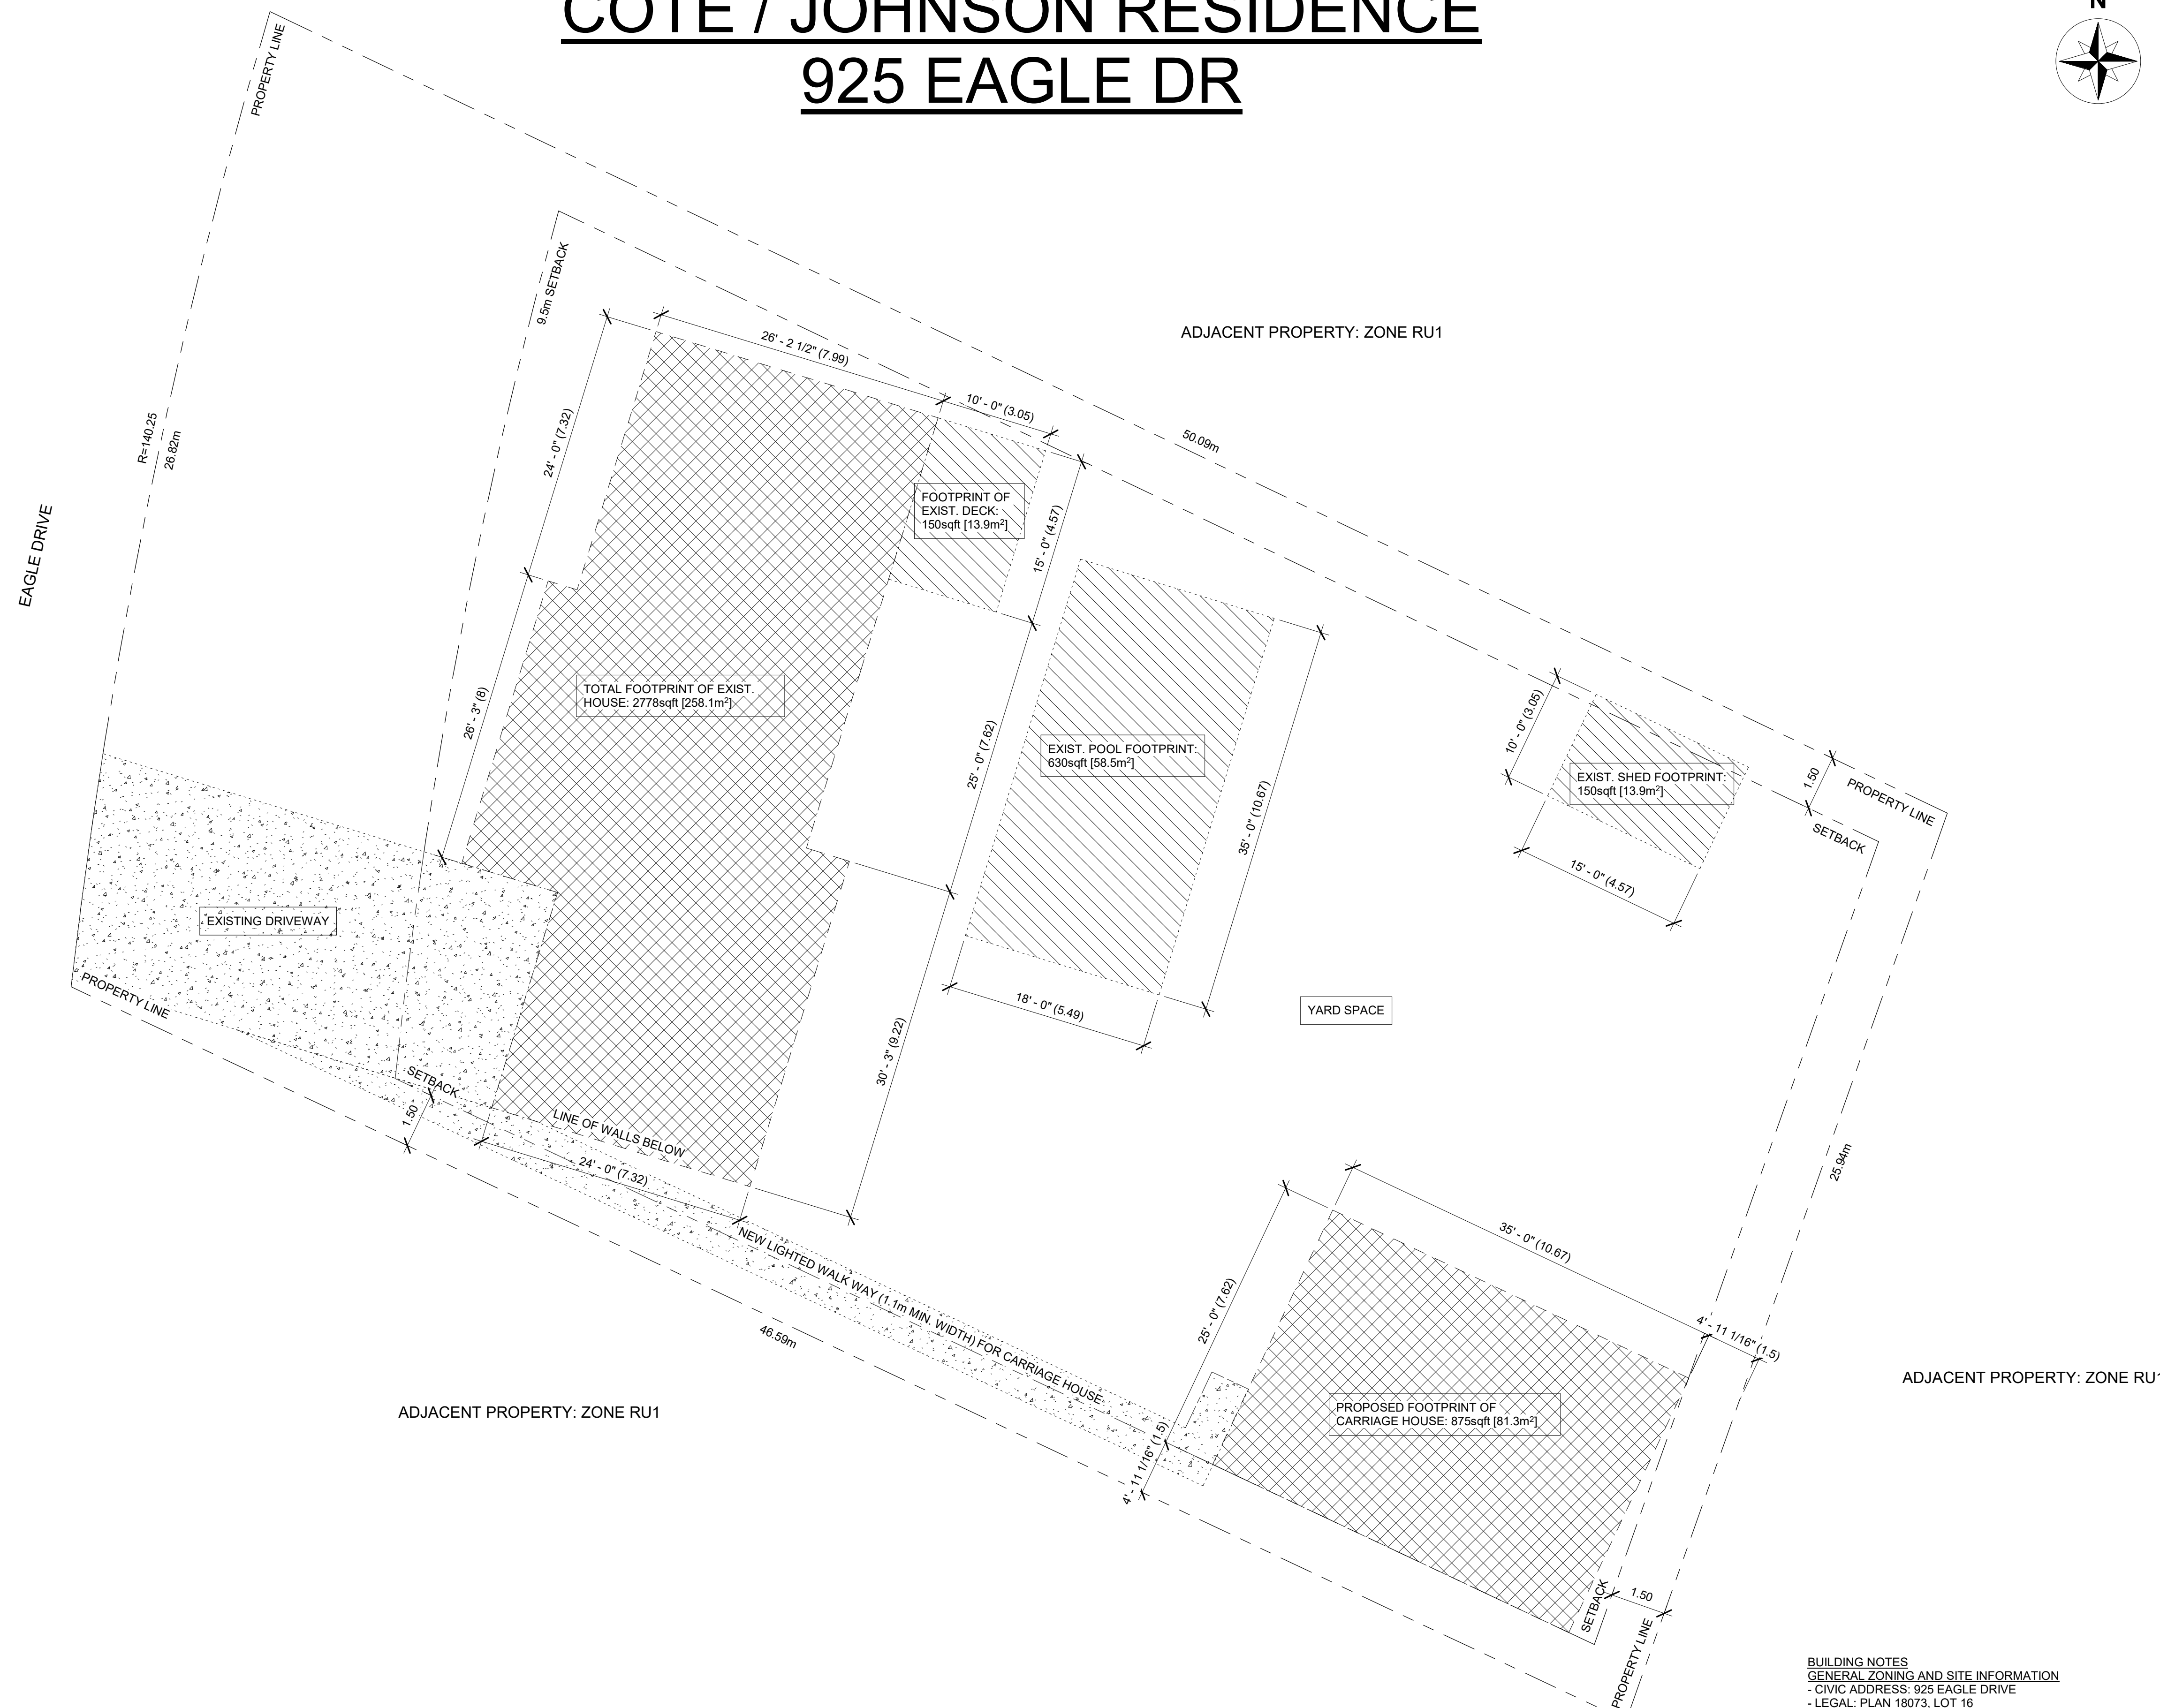 COTE / JOHNSON RESIDENCE
925 EAGLE DR
N
PROPERTY LINE
9.5m SETBACK
ADJACENT PROPERTY: ZONE RU1
26' - 2 1/2" (7.99)
10' - 0" (3.05)
24' - 0" (7.32)
50.09m
R=140.25
26.82m
EAGLE DRIVE
FOOTPRINT OF
EXIST. DECK:
150sqft [13.9m²]
15' - 0" (4.57)
TOTAL FOOTPRINT OF EXIST.
HOUSE: 2778sqft [258.1m²]
26' - 3" (8)
25' - 0" (7.62)
EXIST. POOL FOOTPRINT:
630sqft [58.5m²]
35' - 0" (10.67)
10' - 0" (3.05)
EXIST. SHED FOOTPRINT:
150sqft [13.9m²]
1.50
PROPERTY LINE
SETBACK
15' - 0" (4.57)
EXISTING DRIVEWAY
PROPERTY LINE
18' - 0" (5.49)
YARD SPACE
30' - 3" (9.22)
SETBACK
1.50
LINE OF WALLS BELOW
24' - 0" (7.32)
25.94m
NEW LIGHTED WALK WAY (1.1m MIN. WIDTH) FOR CARRIAGE HOUSE
46.59m
35' - 0" (10.67)
25' - 0" (7.62)
4' - 11 1/16" (1.5)
ADJACENT PROPERTY: ZONE RU1
ADJACENT PROPERTY: ZONE RU1
PROPOSED FOOTPRINT OF
CARRIAGE HOUSE: 875sqft [81.3m²]
4' - 11 1/16" (1.5)
SETBACK
1.50
PROPERTY LINE
BUILDING NOTES
GENERAL ZONING AND SITE INFORMATION
- CIVIC ADDRESS: 925 EAGLE DRIVE
- LEGAL: PLAN 18073, LOT 16